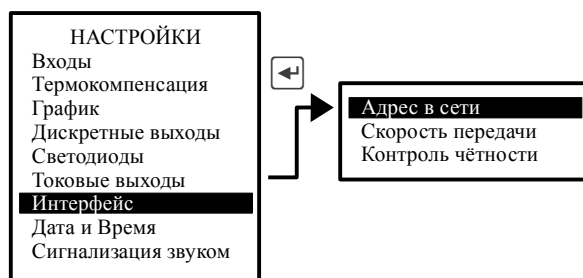 НАСТРОЙКИ
Входы
Термокомпенсация
График
Дискретные выходы
Светодиоды
Токовые выходы
Интерфейс
Дата и Время
Сигнализация звуком
Адрес в сети
Скорость передачи
Контроль чётности